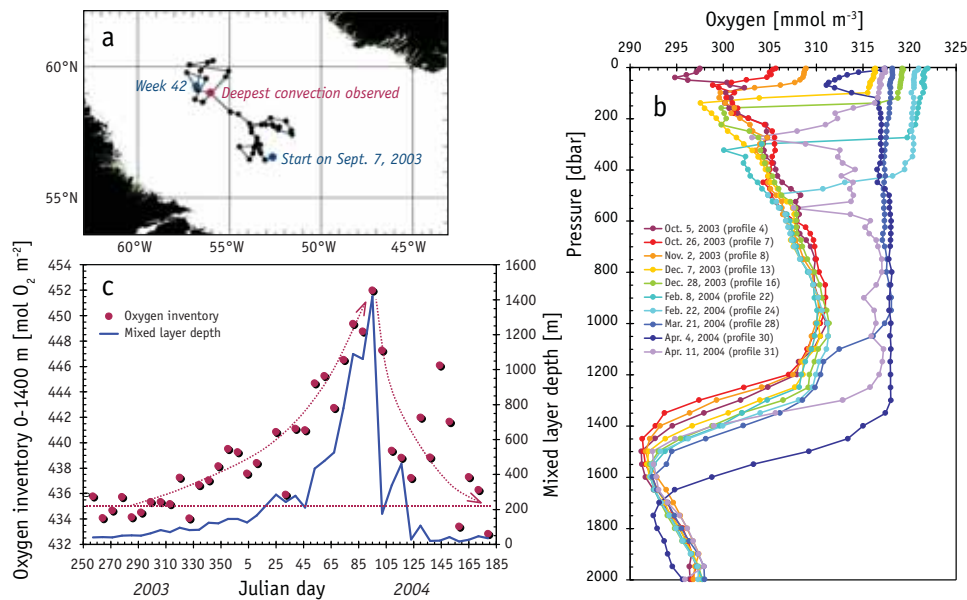 a
60°N
55°N
60°W
55°W
50°W
45°W
Week 42
Deepest convection observed
Start on Sept. 7, 2003
Oxygen [mmol m-3]
290 295 300 305 310 315 320 325
b
Pressure [dbar]
0
200
400
600
800
1000
1200
1400
1600
1800
2000
Oct. 5, 2003 (profile 4)
Oct. 26, 2003 (profile 7)
Nov. 2, 2003 (profile 8)
Dec. 7, 2003 (profile 13)
Dec. 28, 2003 (profile 16)
Feb. 8, 2004 (profile 22)
Feb. 22, 2004 (profile 24)
Mar. 21, 2004 (profile 28)
Apr. 4, 2004 (profile 30)
Apr. 11, 2004 (profile 31)
c
Oxygen inventory
Mixed layer depth
Oxygen inventory 0-1400 m [mol O2 m-2]
454
452
450
448
446
444
442
440
438
436
434
432
Mixed layer depth [m]
1600
1400
1200
1000
800
600
400
200
0
250 270 290 310 330 350 5 25 45 65 85 105 125 145 165 185
2003 Julian day 2004